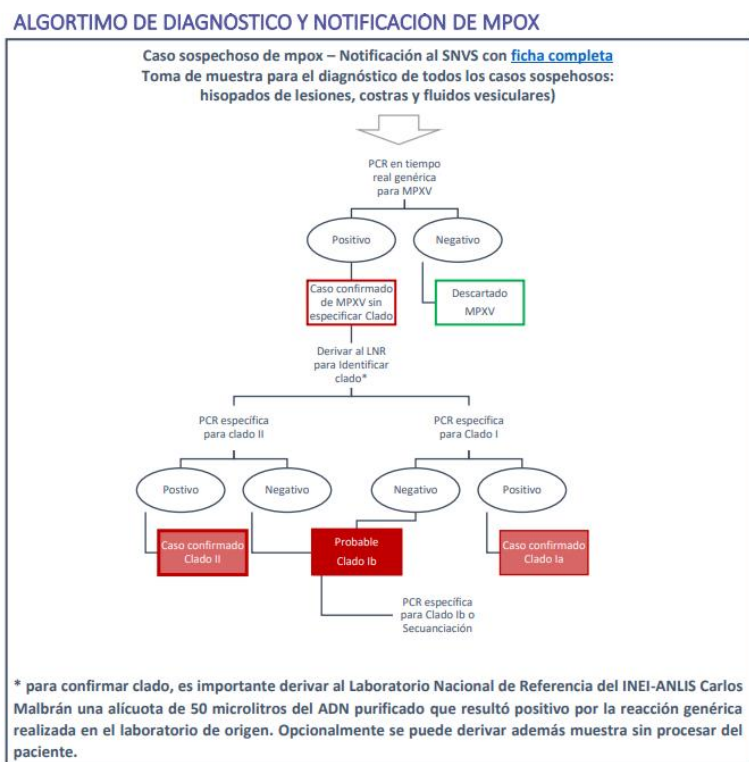 ALGORTIMO DE DIAGNÓSTICO Y NOTIFICACIÓN DE MPOX
Caso sospechoso de mpox – Notificación al SNVS con ficha completa
Toma de muestra para el diagnóstico de todos los casos sospehosos:
hisopados de lesiones, costras y fluidos vesiculares)
PCR en tiempo
real genérica
para MPXV
Positivo
Negativo
Caso confirmado
de MPXV sin
especificar Clado
Descartado
MPXV
Derivar al LNR
para Identificar
clado*
PCR específica
para clado II
PCR específica
para Clado I
Postivo
Negativo
Negativo
Positivo
Caso confirmado
Clado II
Probable
Clado Ib
Caso confirmado
Clado Ia
PCR específica
para Clado Ib o
Secuanciación
* para confirmar clado, es importante derivar al Laboratorio Nacional de Referencia del INEI-ANLIS Carlos
Malbrán una alícuota de 50 microlitros del ADN purificado que resultó positivo por la reacción genérica
realizada en el laboratorio de origen. Opcionalmente se puede derivar además muestra sin procesar del
paciente.